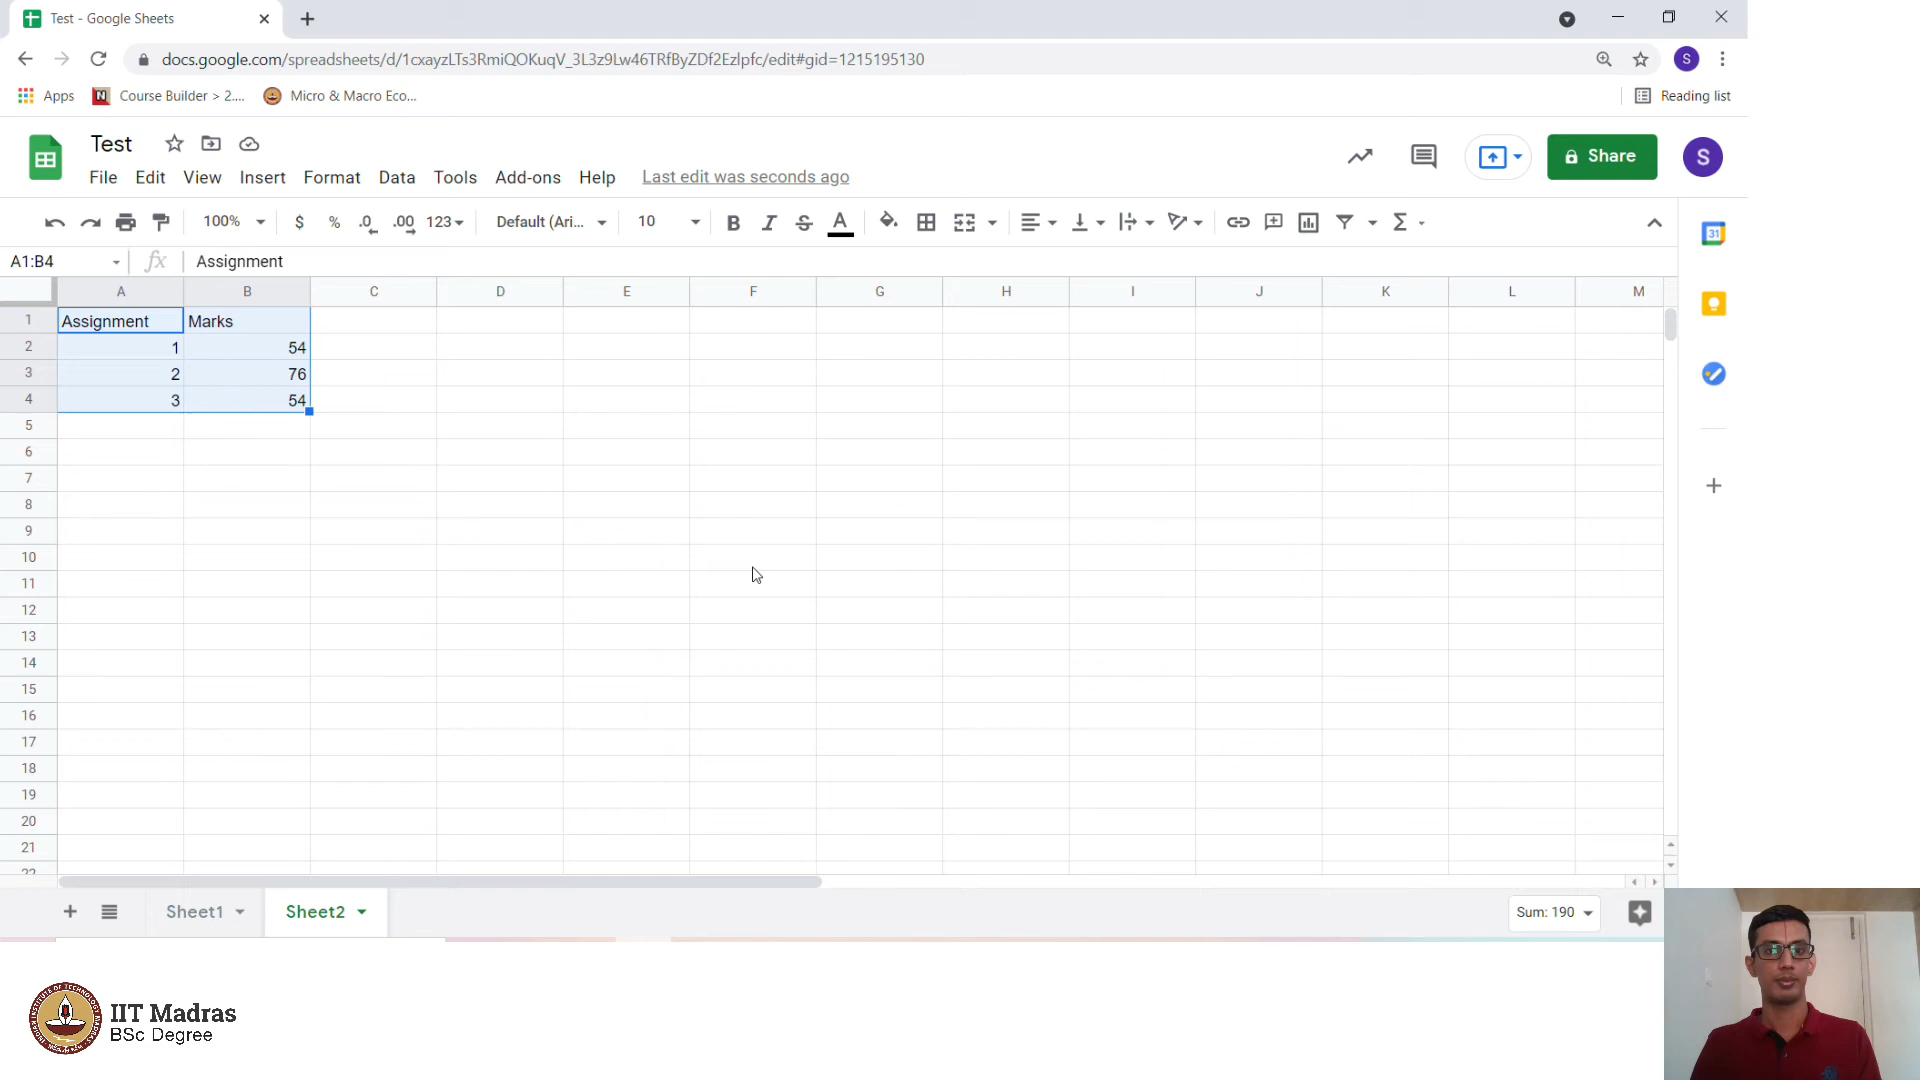 Test - Google Sheets
docs.google.com/spreadsheets/d/1cxayzLTs3RmiQOKuqV_3L3z9Lw46TRfByZDf2Ezlpfc/edit#gid=1215195130
S
Apps
Course Builder > 2....
Micro & Macro Eco...
Reading list
Test
File Edit View Insert Format Data Tools Add-ons Help Last edit was seconds ago
Share
S
100% $ % .0 .00 123 Default (Ari... 10 B I S A
31
A1:B4 fx Assignment
A B C D E F G H I J K L M
1 Assignment Marks
2 1 54
3 2 76
4 3 54
5
6
7
8
9
10
11
12
13
14
15
16
17
18
19
20
21
22
Sheet1 Sheet2 Sum: 190
IIT Madras
BSc Degree